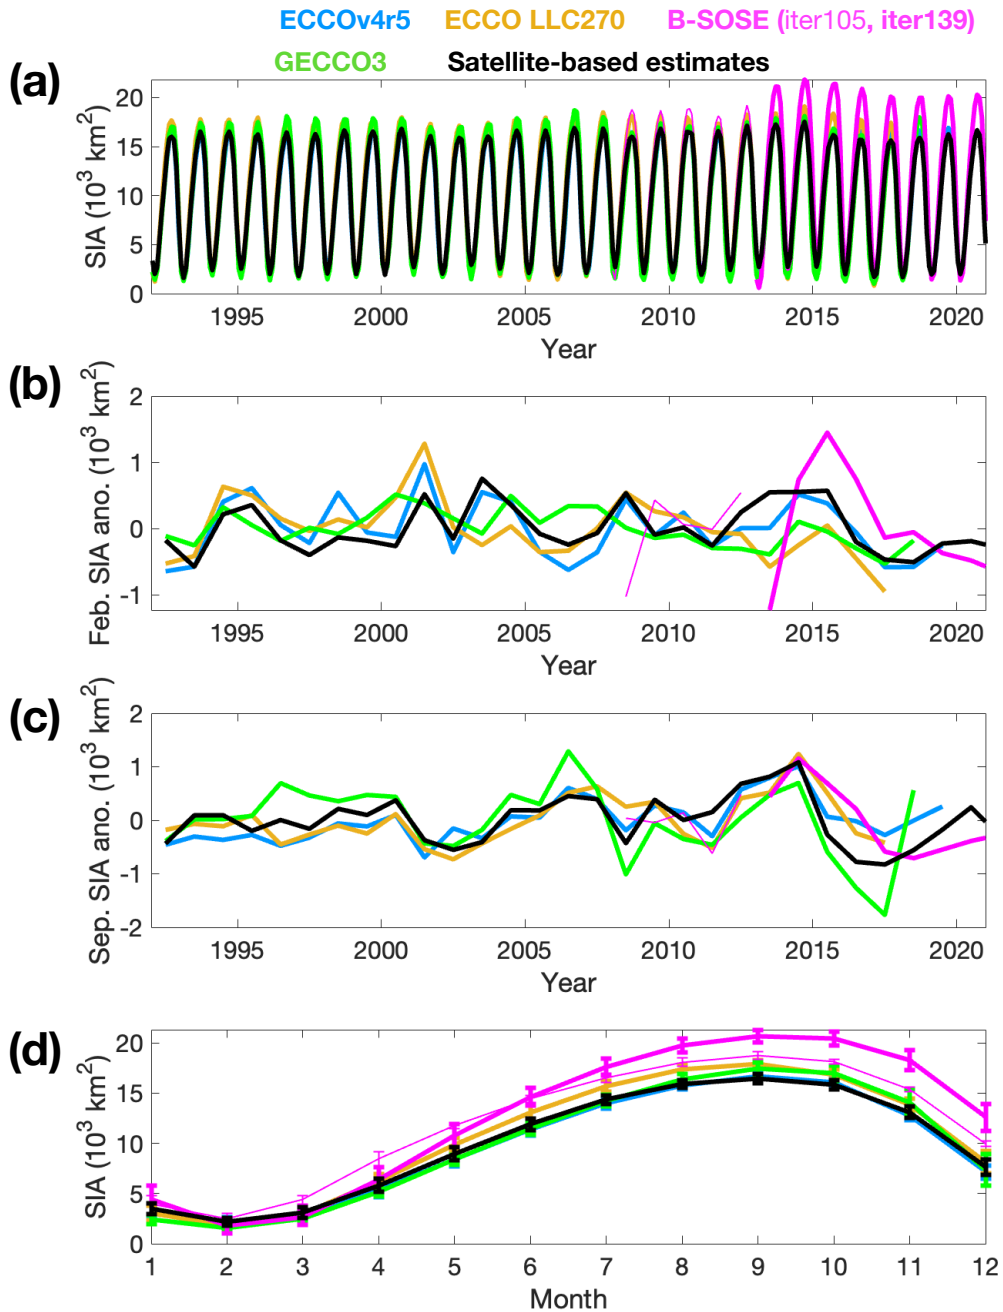 ECCOv4r5 ECCO LLC270 B-SOSE (iter105, iter139)
GECCO3 Satellite-based estimates
(a)
SIA (10³ km²)
20
15
10
5
0
1995 2000 2005 2010 2015 2020
Year
(b)
Feb. SIA ano. (10³ km²)
2
1
0
-1
1995 2000 2005 2010 2015 2020
Year
(c)
Sep. SIA ano. (10³ km²)
2
1
0
-1
-2
1995 2000 2005 2010 2015 2020
Year
(d)
SIA (10³ km²)
20
15
10
5
0
1 2 3 4 5 6 7 8 9 10 11 12
Month